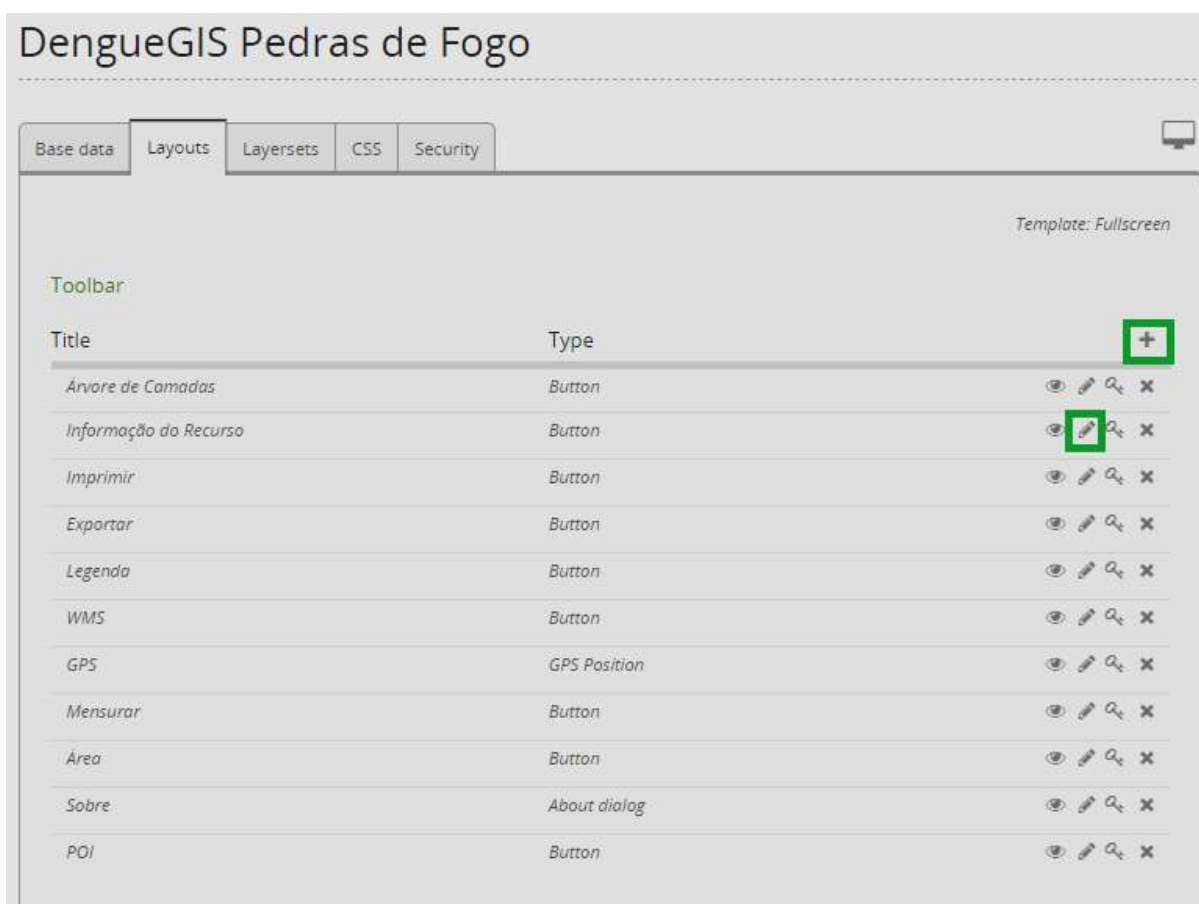 DengueGIS Pedras de Fogo
Base data Layouts Layersets CSS Security
Template: Fullscreen
Toolbar
Title Type
Árvore de Camadas Button
Informação do Recurso Button
Imprimir Button
Exportar Button
Legenda Button
WMS Button
GPS GPS Position
Mensurar Button
Área Button
Sobre About dialog
POI Button